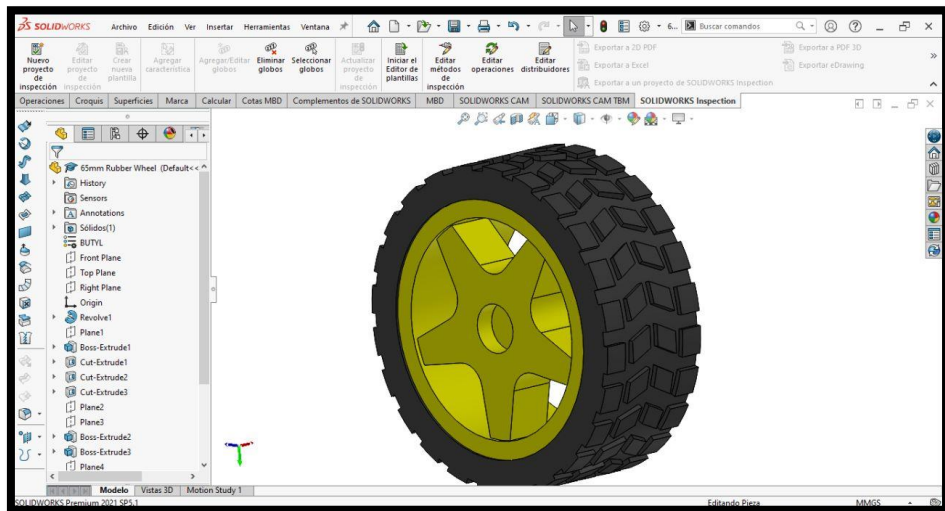 SOLIDWORKS Archivo Edición Ver Insertar Herramientas Ventana 6... Buscar comandos
Nuevo proyecto de inspección
Editar proyecto de inspección
Crear nueva plantilla
Agregar característica
Agregar/Editar globos
Eliminar globos
Seleccionar globos
Actualizar proyecto de inspección
Iniciar el Editor de plantillas
Editar métodos de inspección
Editar operaciones
Editar distribuidores
Exportar a 2D PDF
Exportar a Excel
Exportar a un proyecto de SOLIDWORKS Inspection
Exportar a PDF 3D
Exportar eDrawing
Operaciones Croquis Superficies Marca Calcular Cotas MBD Complementos de SOLIDWORKS MBD SOLIDWORKS CAM SOLIDWORKS CAM TBM SOLIDWORKS Inspection
65mm Rubber Wheel (Default<<
History
Sensors
Annotations
Sólidos(1)
BUTYL
Front Plane
Top Plane
Right Plane
Origin
Revolve1
Plane1
Boss-Extrude1
Cut-Extrude1
Cut-Extrude2
Cut-Extrude3
Plane2
Plane3
Boss-Extrude2
Boss-Extrude3
Plane4
Modelo Vistas 3D Motion Study 1
SOLIDWORKS Premium 2021 SP5.1 Editando Pieza MMGS